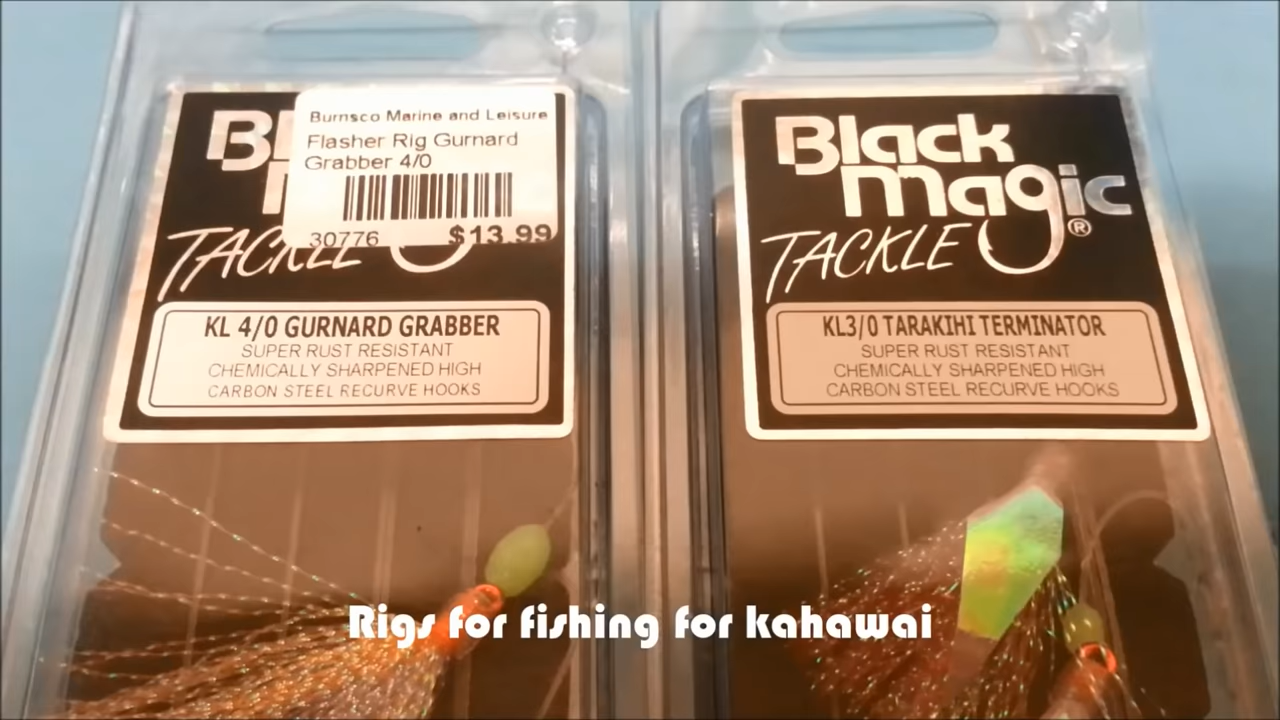 Bl
Burnsco Marine and Leisure
Flasher Rig Gurnard
Grabber 4/0
30776
$13.99
TACKLE
KL 4/0 GURNARD GRABBER
SUPER RUST RESISTANT
CHEMICALLY SHARPENED HIGH
CARBON STEEL RECURVE HOOKS
Black
Magic
TACKLE ®
KL3/0 TARAKIHI TERMINATOR
SUPER RUST RESISTANT
CHEMICALLY SHARPENED HIGH
CARBON STEEL RECURVE HOOKS
Rigs for fishing for kahawai